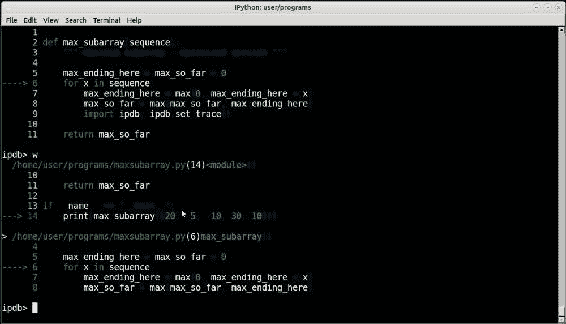 IPython: user/programs
File Edit View Search Terminal Help
1
2 def max_subarray sequence
3
4
5 max_ending_here max_so_far 0
----> 6 for x in sequence
7 max_ending_here max 0 max_ending_here x
8 max_so_far max max_so_far max_ending_here
9 import ipdb ipdb set_trace
10
11 return max_so_far
ipdb> w
/home/user/programs/maxsubarray.py(14)<module>
10
11 return max_so_far
12
13 if name
---> 14 print max_subarray 20 5 10 30 10
> /home/user/programs/maxsubarray.py(6)max_subarray
4
5 max_ending_here max_so_far 0
----> 6 for x in sequence
7 max_ending_here max 0 max_ending_here x
8 max_so_far max max_so_far max_ending_here
ipdb>